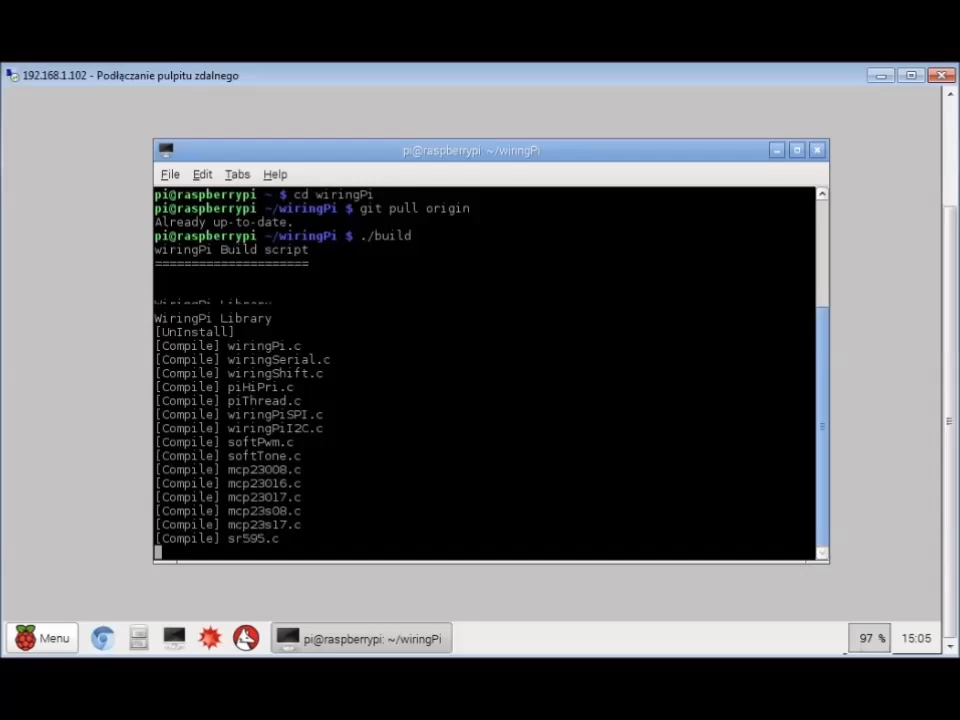 192.168.1.102 - Podłączanie pulpitu zdalnego
pi@raspberrypi: ~/wiringPi
File Edit Tabs Help
pi@raspberrypi ~ $ cd wiringPi
pi@raspberrypi ~/wiringPi $ git pull origin
Already up-to-date.
pi@raspberrypi ~/wiringPi $ ./build
wiringPi Build script
=====================
WiringPi Library
WiringPi Library
[UnInstall]
[Compile] wiringPi.c
[Compile] wiringSerial.c
[Compile] wiringShift.c
[Compile] piHiPri.c
[Compile] piThread.c
[Compile] wiringPiSPI.c
[Compile] wiringPiI2C.c
[Compile] softPwm.c
[Compile] softTone.c
[Compile] mcp23008.c
[Compile] mcp23016.c
[Compile] mcp23017.c
[Compile] mcp23s08.c
[Compile] mcp23s17.c
[Compile] sr595.c
Menu
pi@raspberrypi: ~/wiringPi
97 %
15:05